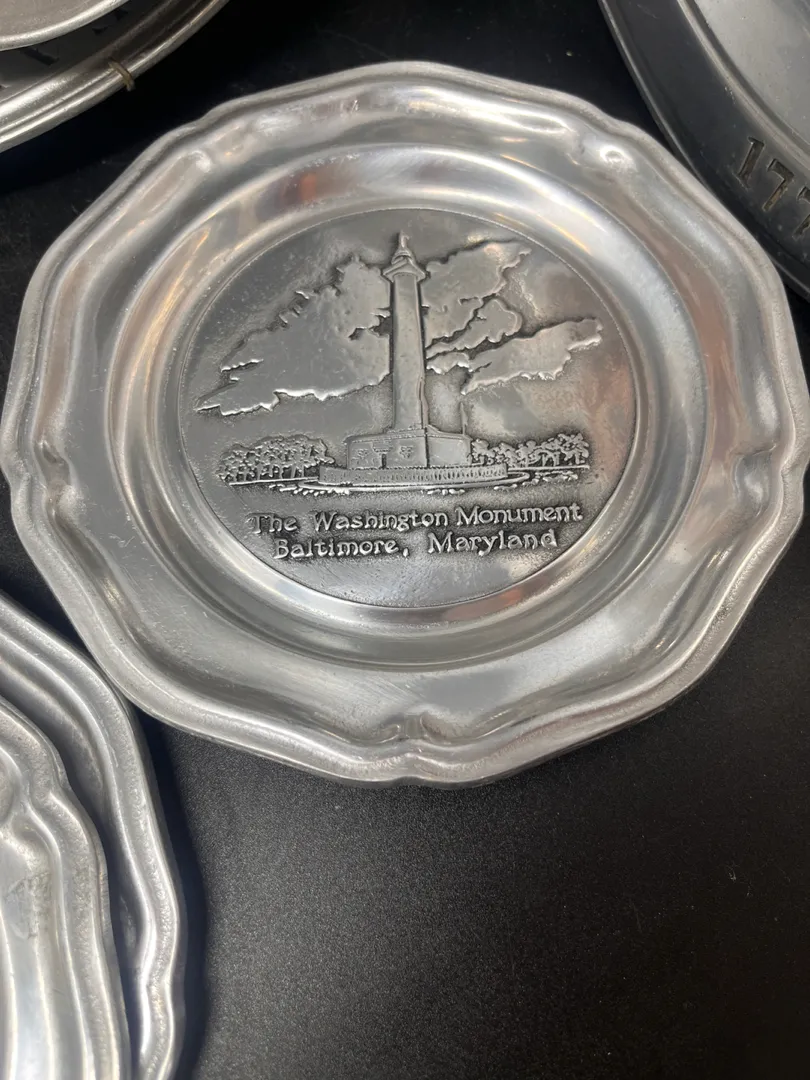 The Washington Monument
Baltimore, Maryland